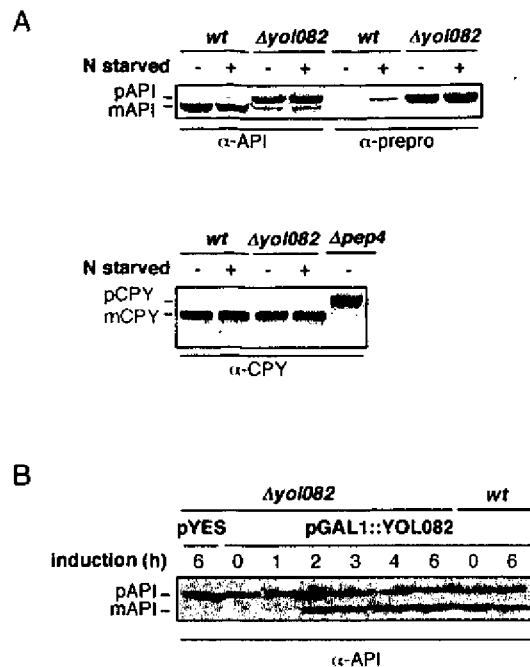 A
wt Δyol082 wt Δyol082
N starved - + - + - + - +
pAPI
mAPI
α-API α-prepro
wt Δyol082 Δpep4
N starved - + - + -
pCPY
mCPY
α-CPY
B
Δyol082 wt
pYES pGAL1::YOL082
induction (h) 6 0 1 2 3 4 6 0 6
pAPI
mAPI
α-API